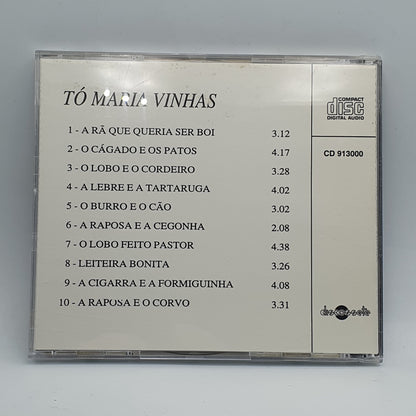 TÓ MARIA VINHAS
1 - A RÃ QUE QUERIA SER BOI 3.12
2 - O CÁGADO E OS PATOS 4.17
3 - O LOBO E O CORDEIRO 3.28
4 - A LEBRE E A TARTARUGA 4.02
5 - O BURRO E O CÃO 3.02
6 - A RAPOSA E A CEGONHA 2.08
7 - O LOBO FEITO PASTOR 4.38
8 - LEITEIRA BONITA 3.26
9 - A CIGARRA E A FORMIGUINHA 4.08
10 - A RAPOSA E O CORVO 3.31
COMPACT
disc
DIGITAL AUDIO
CD 913000